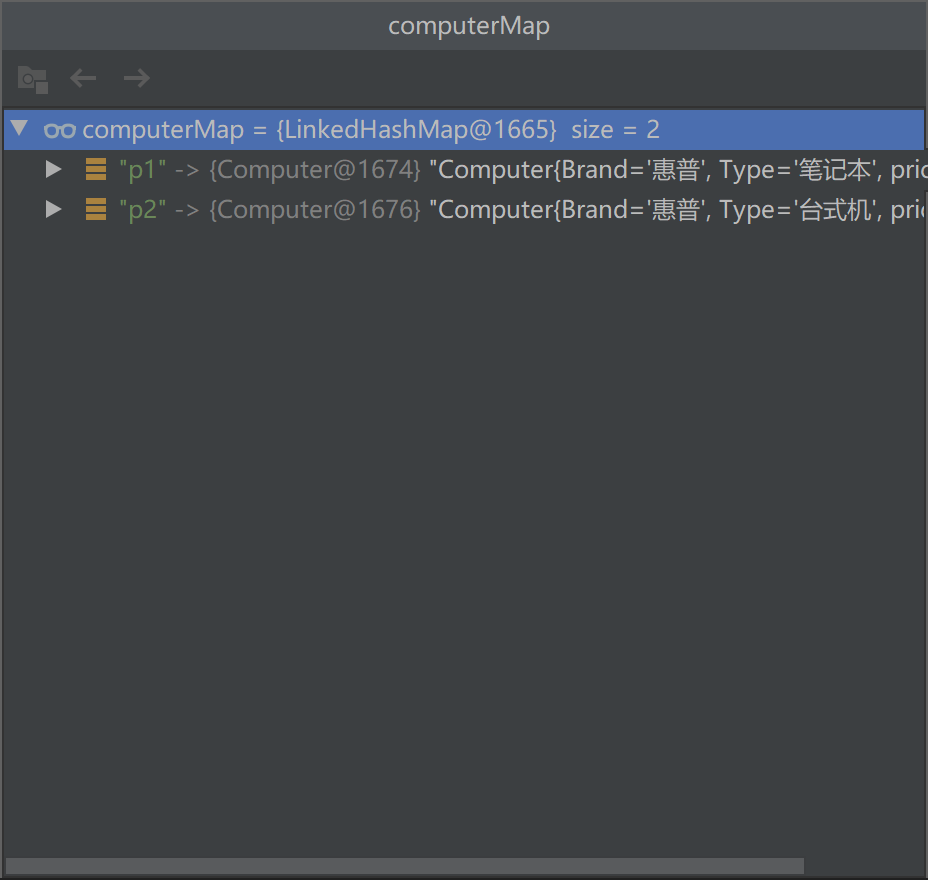 computerMap
computerMap = {LinkedHashMap@1665} size = 2
"p1" -> {Computer@1674} "Computer{Brand='惠普', Type='笔记本', pric
"p2" -> {Computer@1676} "Computer{Brand='惠普', Type='台式机', pric